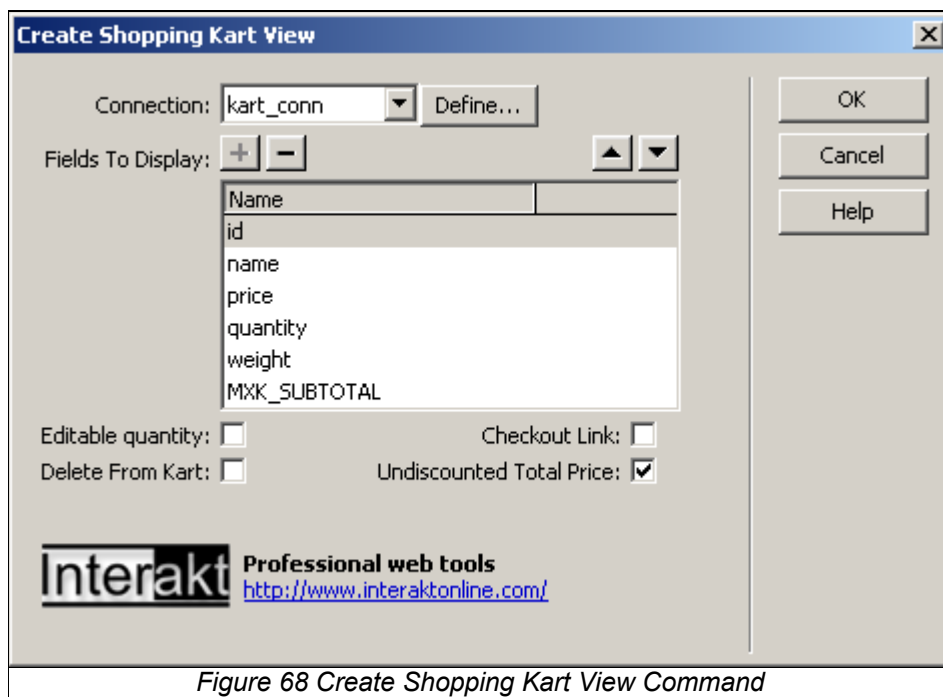 Create Shopping Kart View
Connection: kart_conn Define... OK
Fields To Display: + - Cancel
Name Help
id
name
price
quantity
weight
MXK_SUBTOTAL
Editable quantity: Checkout Link:
Delete From Kart: Undiscounted Total Price:
Interakt Professional web tools
http://www.interaktonline.com/
Figure 68 Create Shopping Kart View Command